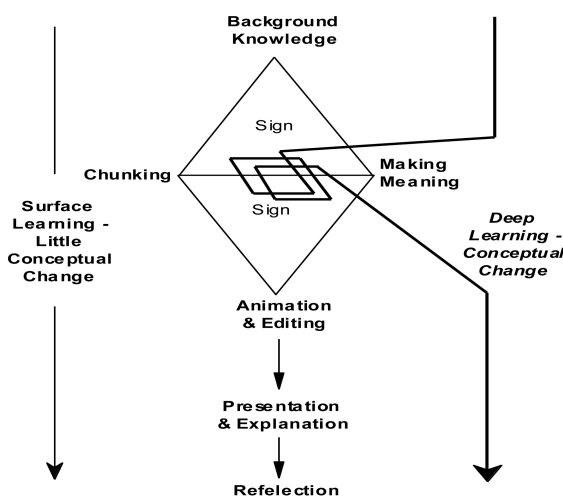 Background
Knowledge
Sign
Chunking
Making
Meaning
Sign
Surface
Learning -
Little
Conceptual
Change
Deep
Learning -
Conceptual
Change
Animation
& Editing
Presentation
& Explanation
Refelection